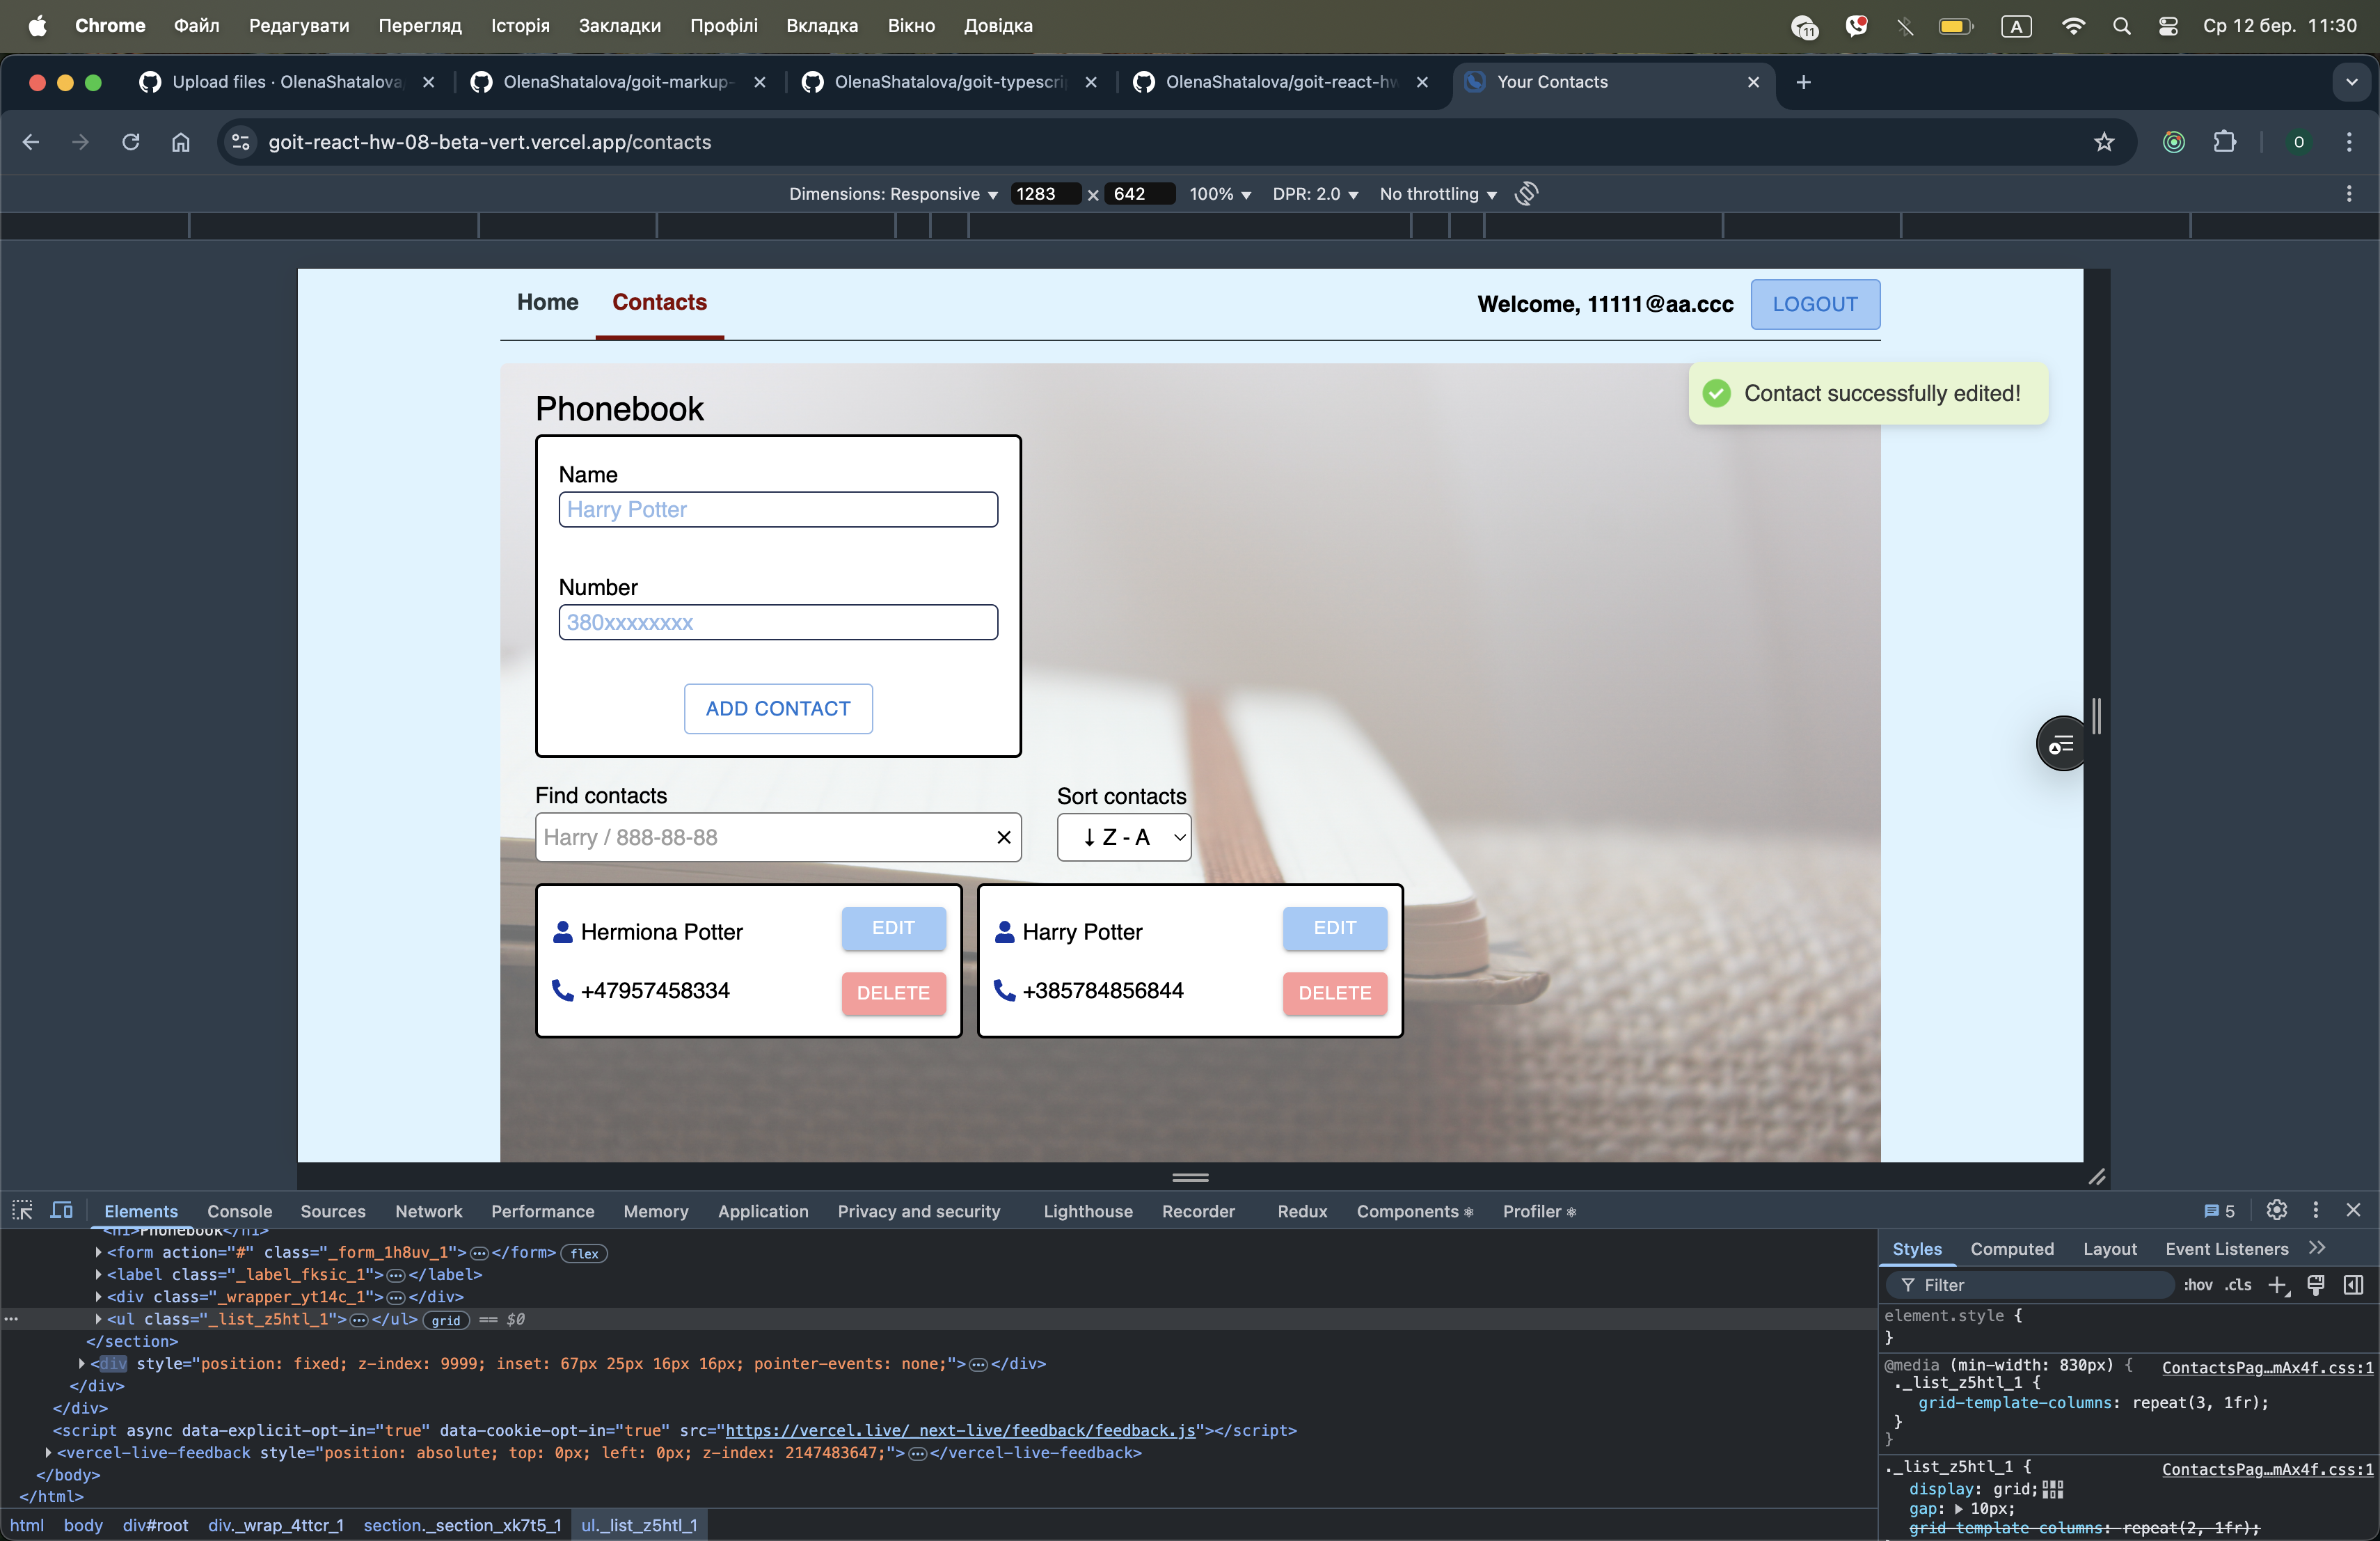 Chrome Файл Редагувати Перегляд Історія Закладки Профілі Вкладка Вікно Довідка 11 A Ср 12 бер. 11:30
Upload files · OlenaShatalova/ OlenaShatalova/goit-markup- OlenaShatalova/goit-typescri OlenaShatalova/goit-react-hw Your Contacts
goit-react-hw-08-beta-vert.vercel.app/contacts O
Dimensions: Responsive 1283 × 642 100% DPR: 2.0 No throttling
Home Contacts Welcome, 11111@aa.ccc LOGOUT
Contact successfully edited!
Phonebook
Name
Harry Potter
Number
380xxxxxxxxx
ADD CONTACT
Find contacts Sort contacts
Harry / 888-88-88 ↓ Z - A
Hermiona Potter EDIT Harry Potter EDIT
+47957458334 DELETE +385784856844 DELETE
Elements Console Sources Network Performance Memory Application Privacy and security Lighthouse Recorder Redux Components ⚛ Profiler ⚛ 5
<h1>Phonebook</h1>
<form action="#" class="_form_1h8uv_1">…</form> flex
<label class="_label_fksic_1">…</label>
<div class="_wrapper_yt14c_1">…</div>
<ul class="_list_z5htl_1">…</ul> grid == $0
</section>
<div style="position: fixed; z-index: 9999; inset: 67px 25px 16px 16px; pointer-events: none;">…</div>
</div>
</div>
<script async data-explicit-opt-in="true" data-cookie-opt-in="true" src="https://vercel.live/_next-live/feedback/feedback.js"></script>
<vercel-live-feedback style="position: absolute; top: 0px; left: 0px; z-index: 2147483647;">…</vercel-live-feedback>
</body>
</html>
html body div#root div._wrap_4ttcr_1 section._section_xk7t5_1 ul._list_z5htl_1
Styles Computed Layout Event Listeners
Filter :hov .cls
element.style {
}
@media (min-width: 830px) { ContactsPag…mAx4f.css:1
._list_z5htl_1 {
grid-template-columns: repeat(3, 1fr);
}
}
._list_z5htl_1 { ContactsPag…mAx4f.css:1
display: grid;
gap: 10px;
grid-template-columns: repeat(2, 1fr);